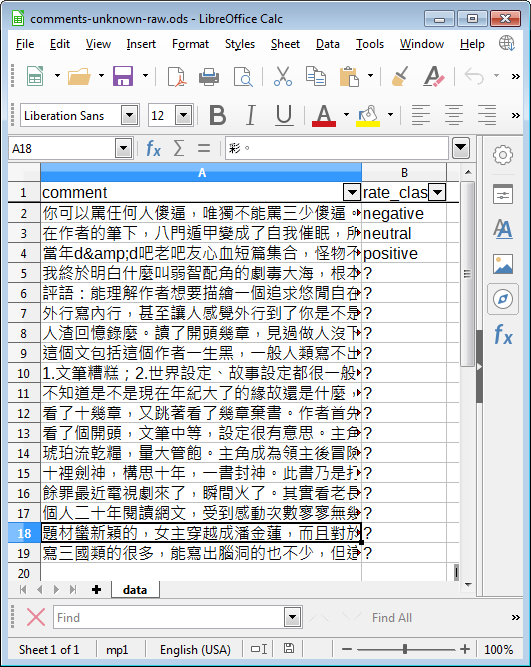 comments-unknown-raw.ods - LibreOffice Calc
File Edit View Insert Format Styles Sheet Data Tools Window Help
Liberation Sans 12 B I U A
A18 fx Σ = 彩。
A B
1 comment rate_clas
2 你可以罵任何人傻逼，唯獨不能罵三少傻逼。 negative
3 在作者的筆下，八門遁甲變成了自我催眠，所 neutral
4 當年d&amp;d吧老吧友心血短篇集合，怪物不 positive
5 我終於明白什麼叫弱智配角的劇毒大海，根本 ?
6 評語：能理解作者想要描繪一個追求悠閒自在 ?
7 外行寫內行，甚至讓人感覺外行到了你是不是 ?
8 人渣回憶錄麼。讀了開頭幾章，見過做人沒下 ?
9 這個文包括這個作者一生黑，一般人類寫不出 ?
10 1.文筆糟糕；2.世界設定、故事設定都很一般 ?
11 不知道是不是現在年紀大了的緣故還是什麼， ?
12 看了十幾章，又跳著看了幾章棄書。作者首先 ?
13 看了個開頭，文筆中等，設定很有意思。主角 ?
14 琥珀流乾糧，量大管飽。主角成為領主後冒險 ?
15 十裡劍神，構思十年，一書封神。此書乃是打 ?
16 餘罪最近電視劇來了，瞬間火了。其實看老長 ?
17 個人二十年閱讀網文，受到感動次數寥寥無幾 ?
18 題材蠻新穎的，女主穿越成潘金蓮，而且對於 ?
19 寫三國類的很多，能寫出腦洞的也不少，但這 ?
20
data
Find Find All
Sheet 1 of 1 mp1 English (USA) 100%